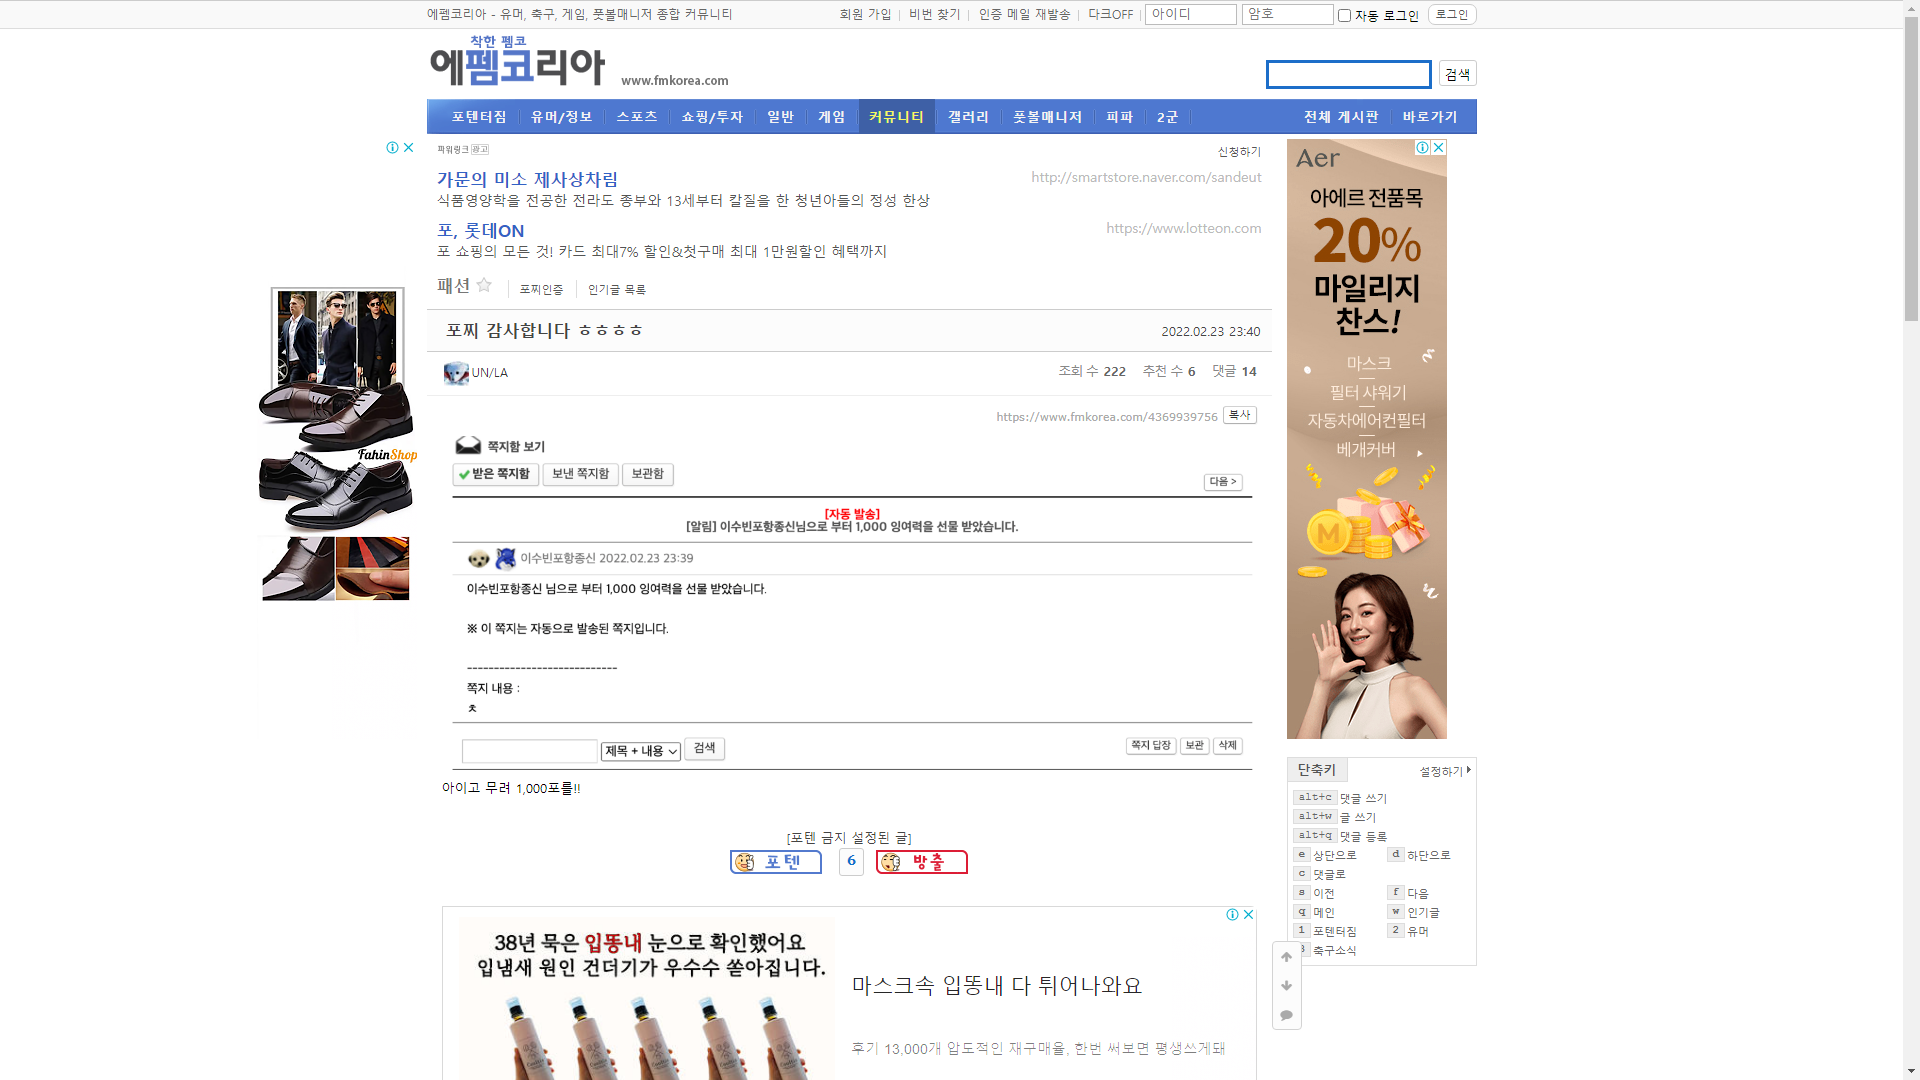 에펨코리아 - 유머, 축구, 게임, 풋볼매니저 종합 커뮤니티
회원 가입
비번 찾기
인증 메일 재발송
다크OFF
아이디
암호
자동 로그인
로그인
착한 펨코
에펨코리아
www.fmkorea.com
검색
포텐터짐
유머/정보
스포츠
쇼핑/투자
일반
게임
커뮤니티
갤러리
풋볼매니저
피파
2군
전체 게시판
바로가기
파워링크 광고
신청하기
가문의 미소 제사상차림
http://smartstore.naver.com/sandeut
식품영양학을 전공한 전라도 종부와 13세부터 칼질을 한 청년아들의 정성 한상
포, 롯데ON
https://www.lotteon.com
포 쇼핑의 모든 것! 카드 최대7% 할인&첫구매 최대 1만원할인 혜택까지
패션
포찌인증
인기글 목록
포찌 감사합니다 ㅎㅎㅎㅎ
2022.02.23 23:40
UN/LA
조회 수 222
추천 수 6
댓글 14
https://www.fmkorea.com/4369939756
복사
쪽지함 보기
받은 쪽지함
보낸 쪽지함
보관함
다음 >
[자동 발송]
[알림] 이수빈포항종신님으로 부터 1,000 잉여력을 선물 받았습니다.
이수빈포항종신 2022.02.23 23:39
이수빈포항종신 님으로 부터 1,000 잉여력을 선물 받았습니다.
※ 이 쪽지는 자동으로 발송된 쪽지입니다.
----------------------------
쪽지 내용 :
ㅊ
제목 + 내용
검색
쪽지 답장
보관
삭제
아이고 무려 1,000포를!!
[포텐 금지 설정된 글]
포텐
6
방출
38년 묵은 입똥내 눈으로 확인했어요
입냄새 원인 건더기가 우수수 쏟아집니다.
마스크속 입똥내 다 튀어나와요
후기 13,000개 압도적인 재구매율, 한번 써보면 평생쓰게돼
FahinShop
Aer
아에르 전품목
20%
마일리지
찬스!
마스크
필터 샤워기
자동차에어컨필터
베개커버
M
단축키
설정하기
alt+c 댓글 쓰기
alt+w 글 쓰기
alt+q 댓글 등록
e 상단으로
d 하단으로
c 댓글로
s 이전
f 다음
q 메인
w 인기글
1 포텐터짐
2 유머
축구소식